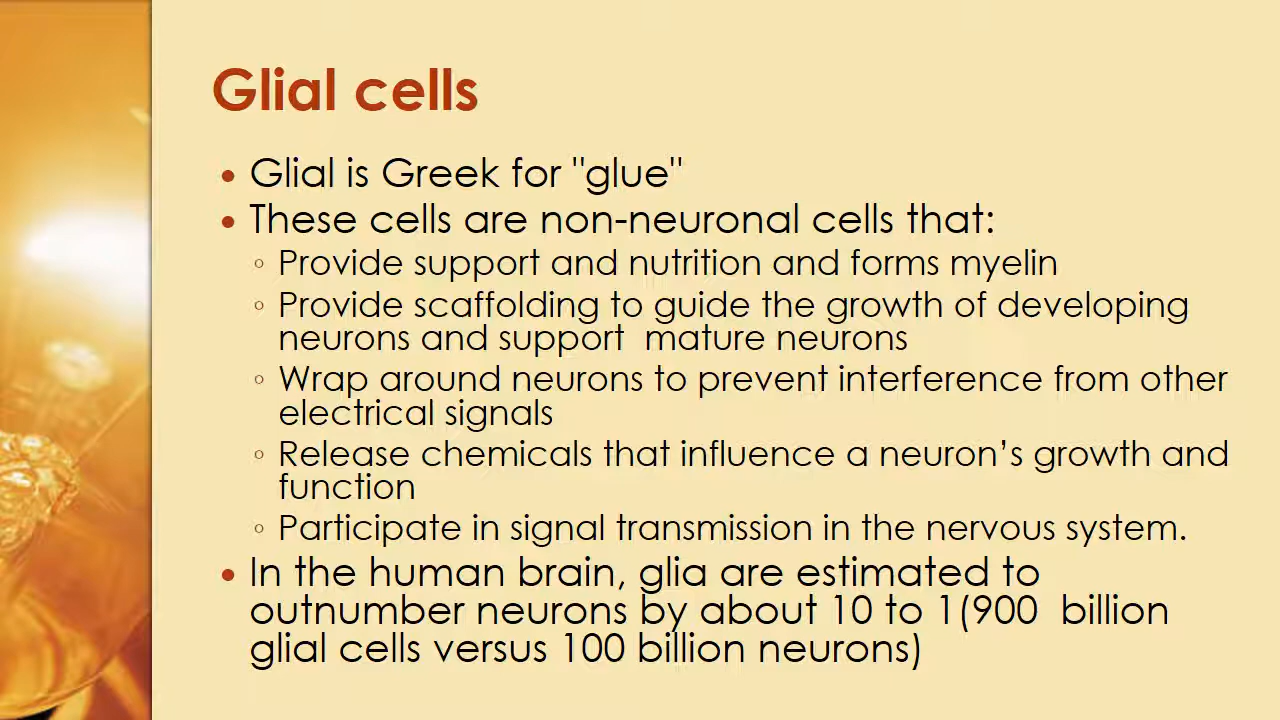 Glial cells
• Glial is Greek for "glue"
• These cells are non-neuronal cells that:
◦ Provide support and nutrition and forms myelin
◦ Provide scaffolding to guide the growth of developing
neurons and support  mature neurons
◦ Wrap around neurons to prevent interference from other
electrical signals
◦ Release chemicals that influence a neuron’s growth and
function
◦ Participate in signal transmission in the nervous system.
• In the human brain, glia are estimated to
outnumber neurons by about 10 to 1(900  billion
glial cells versus 100 billion neurons)